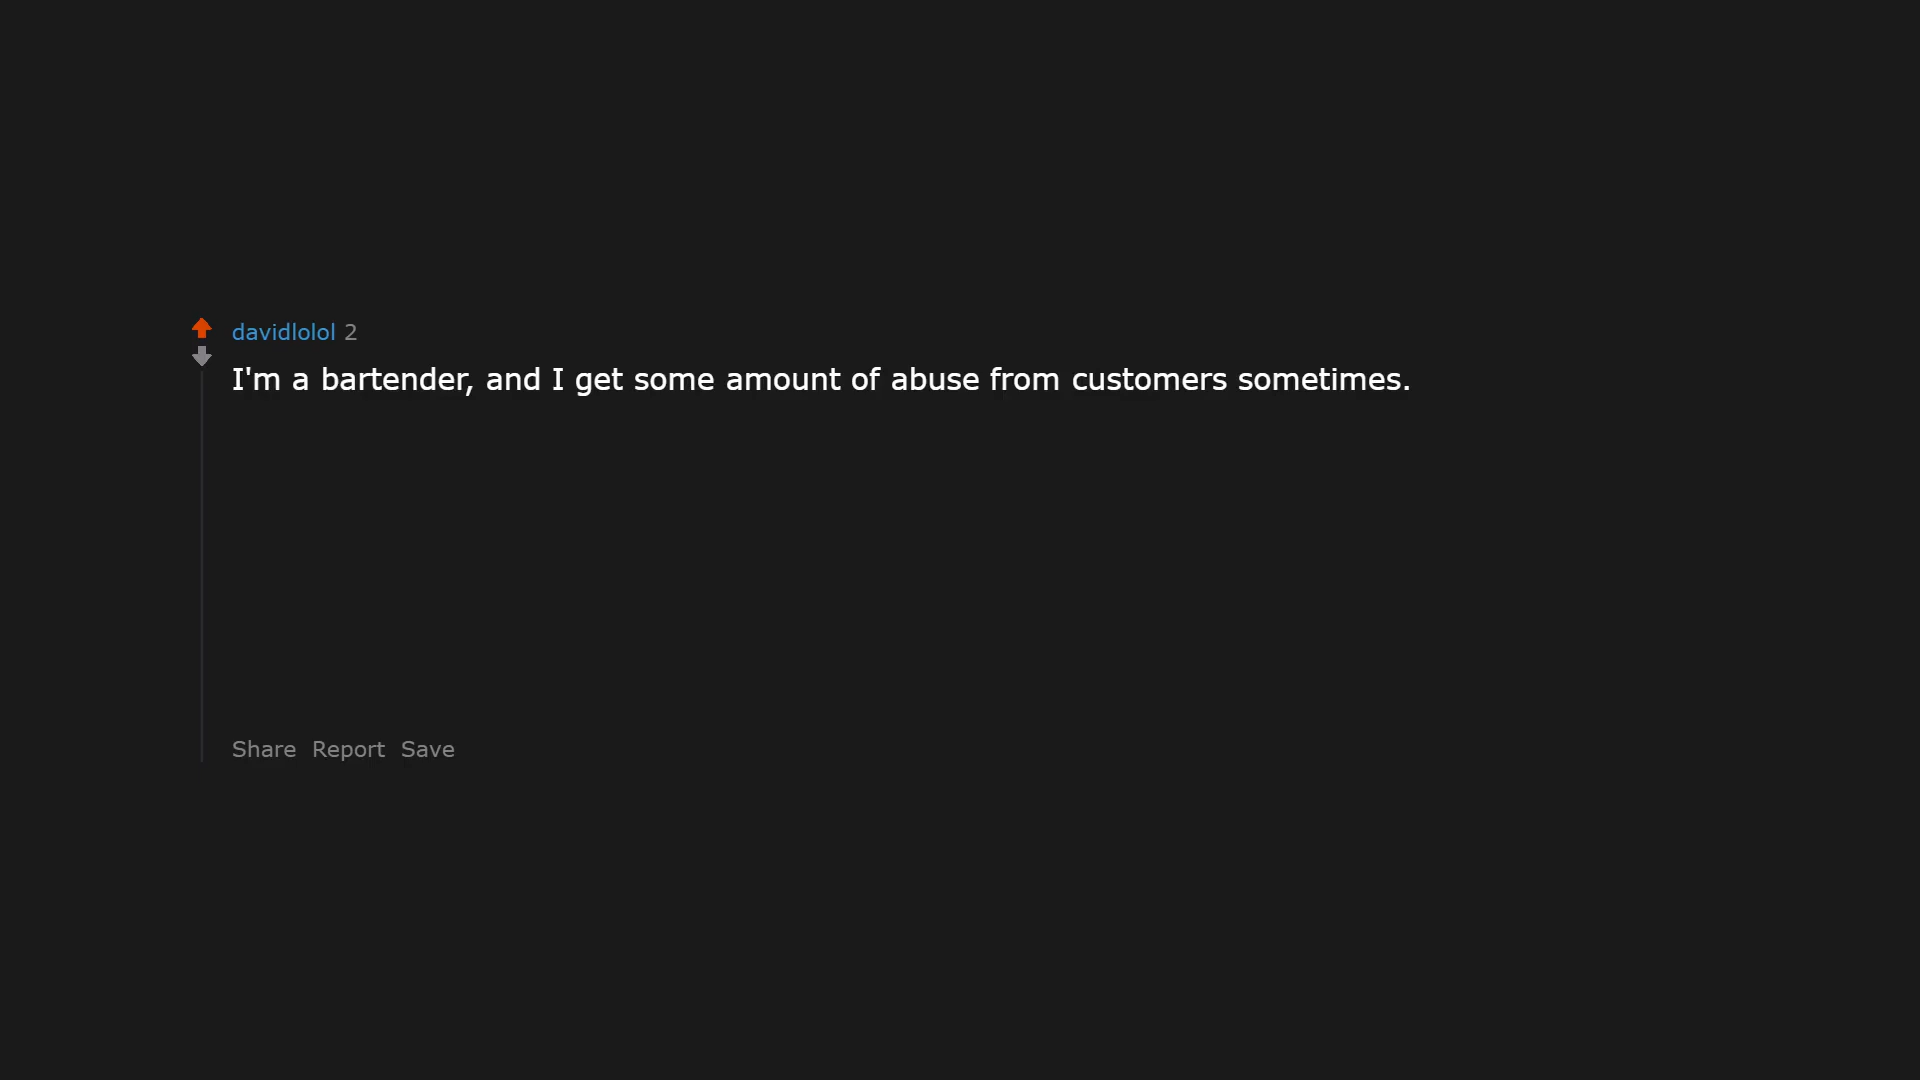 davidlolol 2
I'm a bartender, and I get some amount of abuse from customers sometimes.
Share Report Save